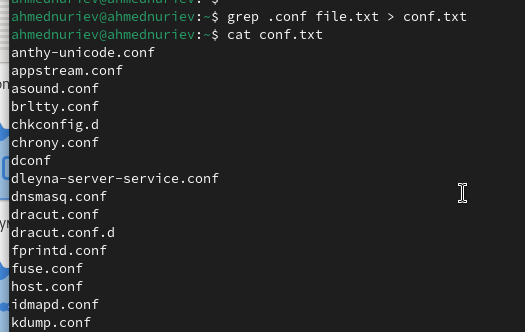 ahmednuriev@ahmednuriev:~$
ahmednuriev@ahmednuriev:~$ grep .conf file.txt > conf.txt
ahmednuriev@ahmednuriev:~$ cat conf.txt
anthy-unicode.conf
appstream.conf
asound.conf
brltty.conf
chkconfig.d
chrony.conf
dconf
dleyna-server-service.conf
dnsmasq.conf
dracut.conf
dracut.conf.d
fprintd.conf
fuse.conf
host.conf
idmapd.conf
kdump.conf